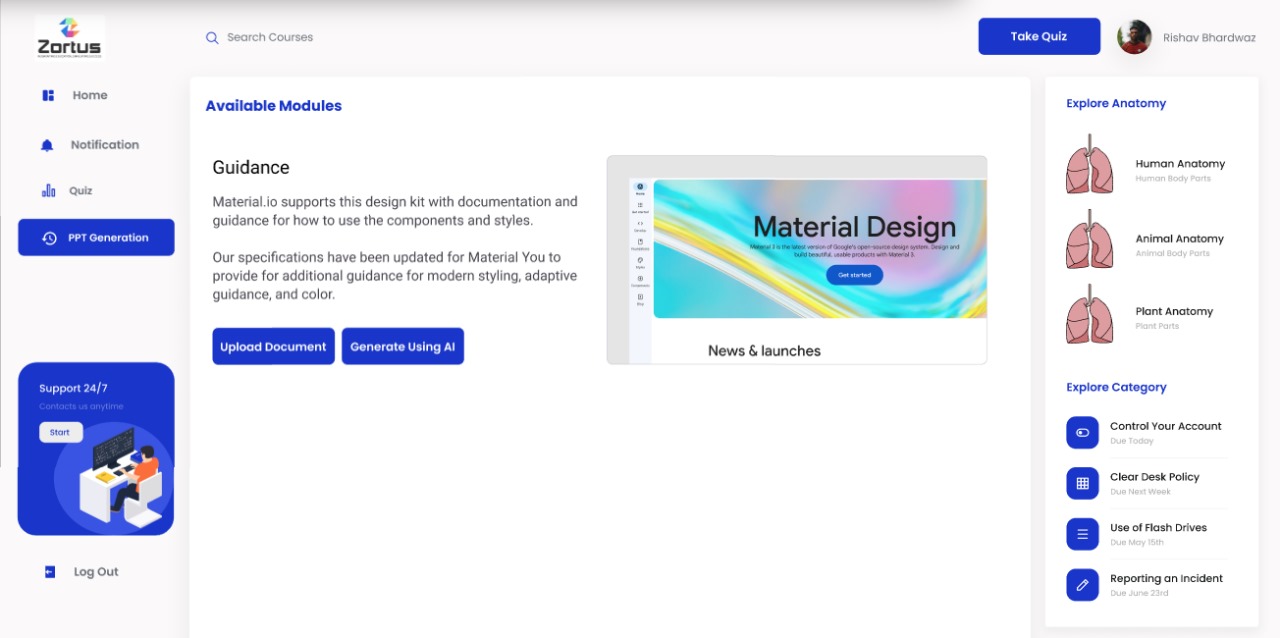 Zortus
Search Courses
Take Quiz
Rishav Bhardwaz
Home
Notification
Quiz
PPT Generation
Support 24/7
Contacts us anytime
Start
Log Out
Available Modules
Guidance
Material.io supports this design kit with documentation and
guidance for how to use the components and styles.
Our specifications have been updated for Material You to
provide for additional guidance for modern styling, adaptive
guidance, and color.
Upload Document
Generate Using AI
Material Design
Material 3 is the latest version of Google's open-source design system. Design and
build beautiful, usable products with Material 3.
Get started
News & launches
Explore Anatomy
Human Anatomy
Human Body Parts
Animal Anatomy
Animal Body Parts
Plant Anatomy
Plant Parts
Explore Category
Control Your Account
Due Today
Clear Desk Policy
Due Next Week
Use of Flash Drives
Due May 15th
Reporting an Incident
Due June 23rd